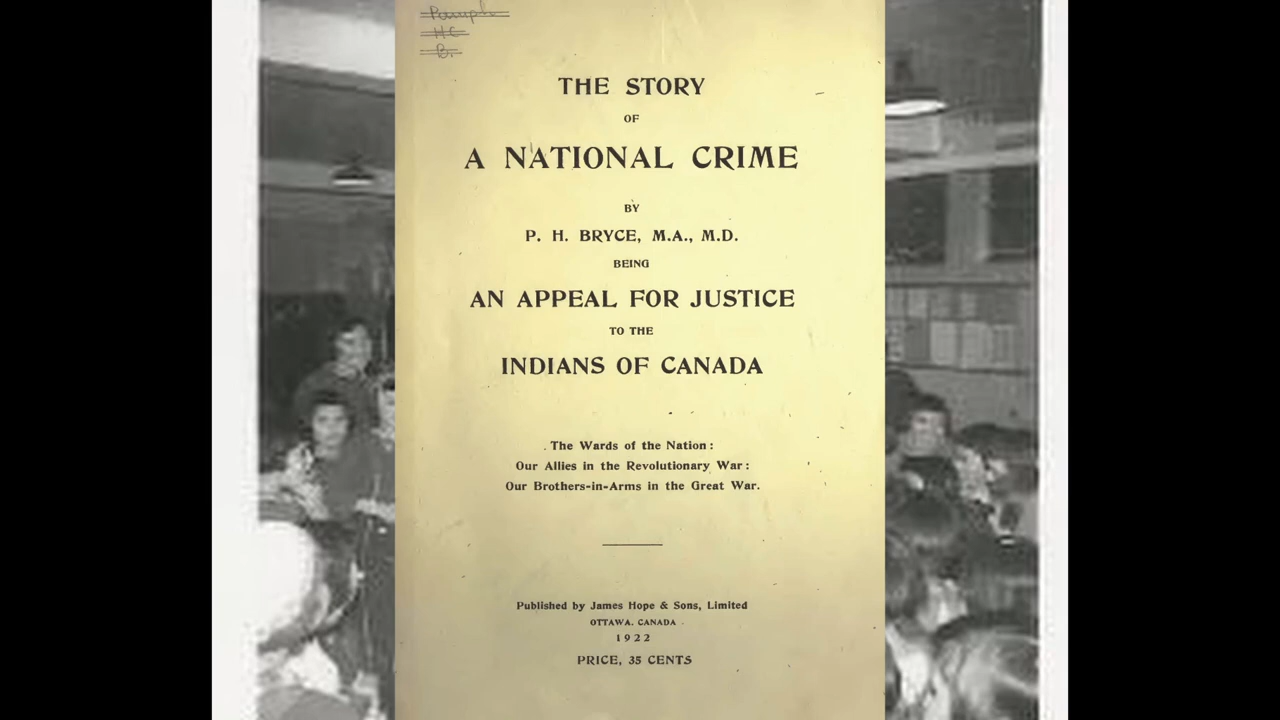 Pamph
HC
B.
THE STORY
OF
A NATIONAL CRIME
BY
P. H. BRYCE, M.A., M.D.
BEING
AN APPEAL FOR JUSTICE
TO THE
INDIANS OF CANADA
The Wards of the Nation :
Our Allies in the Revolutionary War :
Our Brothers-in-Arms in the Great War.
Published by James Hope & Sons, Limited
OTTAWA. CANADA
1922
PRICE, 35 CENTS